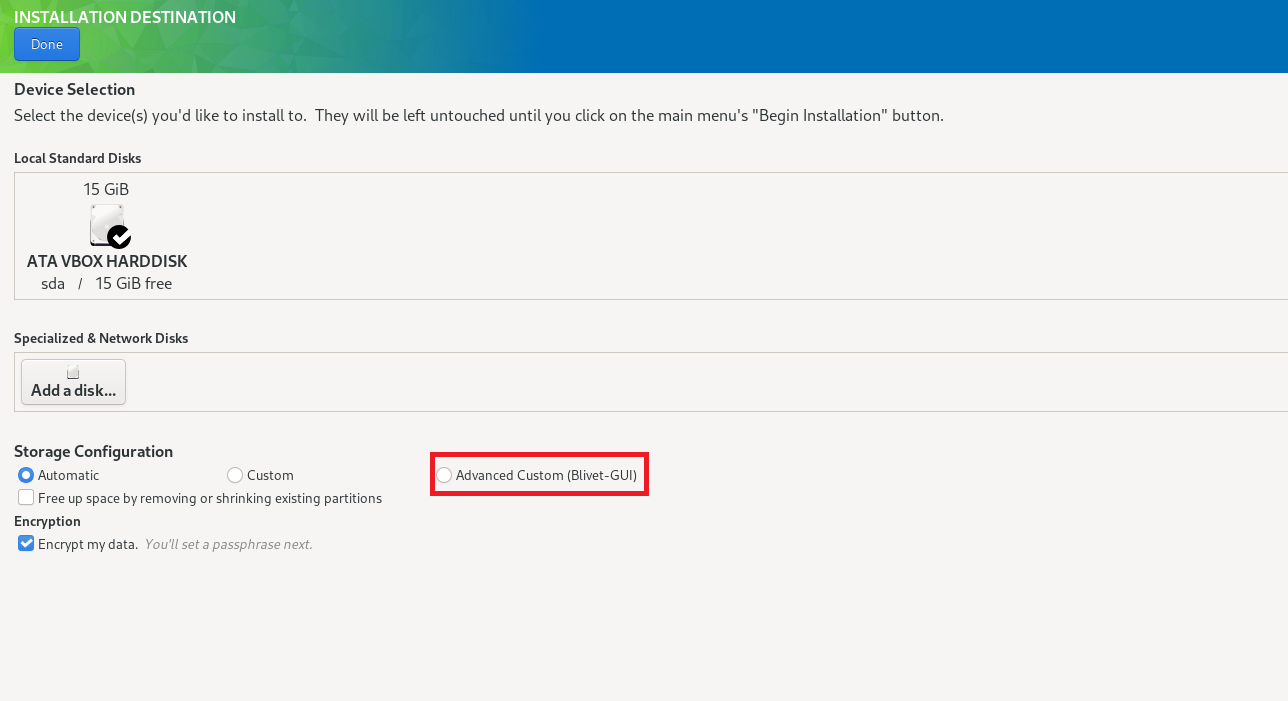 INSTALLATION DESTINATION
Done
Device Selection
Select the device(s) you'd like to install to.  They will be left untouched until you click on the main menu's "Begin Installation" button.
Local Standard Disks
15 GiB
ATA VBOX HARDDISK
sda / 15 GiB free
Specialized & Network Disks
Add a disk...
Storage Configuration
Automatic Custom Advanced Custom (Blivet-GUI)
Free up space by removing or shrinking existing partitions
Encryption
Encrypt my data. You'll set a passphrase next.